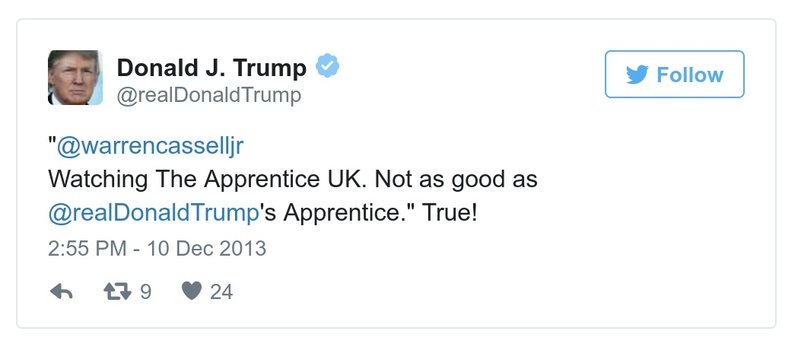 Donald J. Trump
@realDonaldTrump
Follow
"@warrencasselljr
Watching The Apprentice UK. Not as good as
@realDonaldTrump's Apprentice." True!
2:55 PM - 10 Dec 2013
9 24